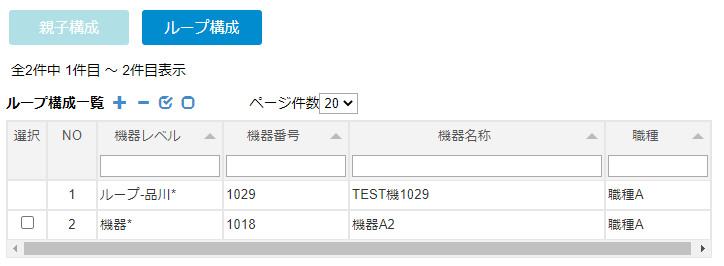 親子構成 ループ構成
全2件中 1件目 ～ 2件目表示
ループ構成一覧 ページ件数 20
選択 NO 機器レベル 機器番号 機器名称 職種
1 ループ-品川* 1029 TEST機1029 職種A
2 機器* 1018 機器A2 職種A